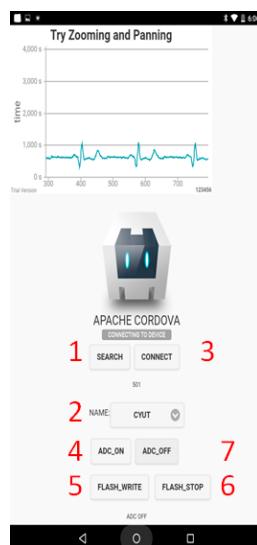 6:06
Try Zooming and Panning
4,000 s
3,000 s
2,000 s
1,000 s
0 s
time
300 400 500 600 700
Trial Version 123456
APACHE CORDOVA
CONNECTING TO DEVICE
1 SEARCH CONNECT 3
501
2 NAME: CYUT
4 ADC_ON ADC_OFF 7
5 FLASH_WRITE FLASH_STOP 6
ADC OFF